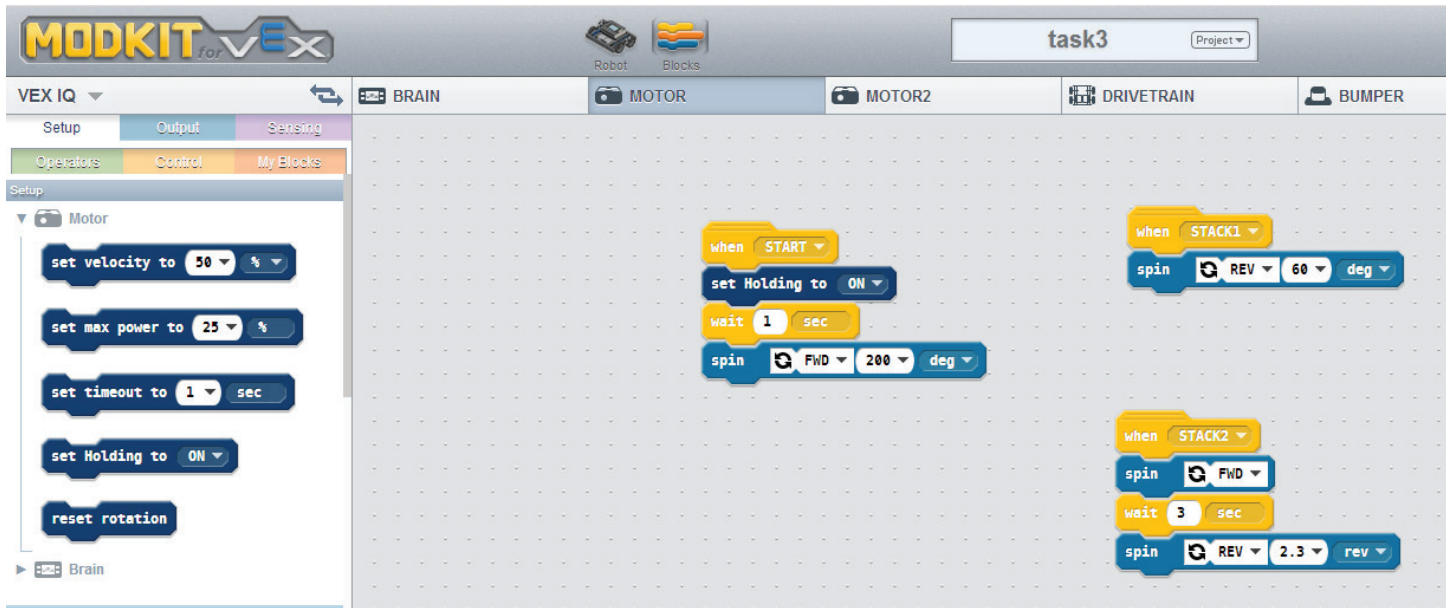 MODKIT for VEX
Robot Blocks
task3 Project
VEX IQ
BRAIN MOTOR MOTOR2 DRIVETRAIN BUMPER
Setup Output Sensing
Operators Control My Blocks
Setup
Motor
set velocity to 50 %
set max power to 25 %
set timeout to 1 sec
set Holding to ON
reset rotation
Brain
when START
set Holding to ON
wait 1 sec
spin FWD 200 deg
when STACK1
spin REV 60 deg
when STACK2
spin FWD
wait 3 sec
spin REV 2.3 rev